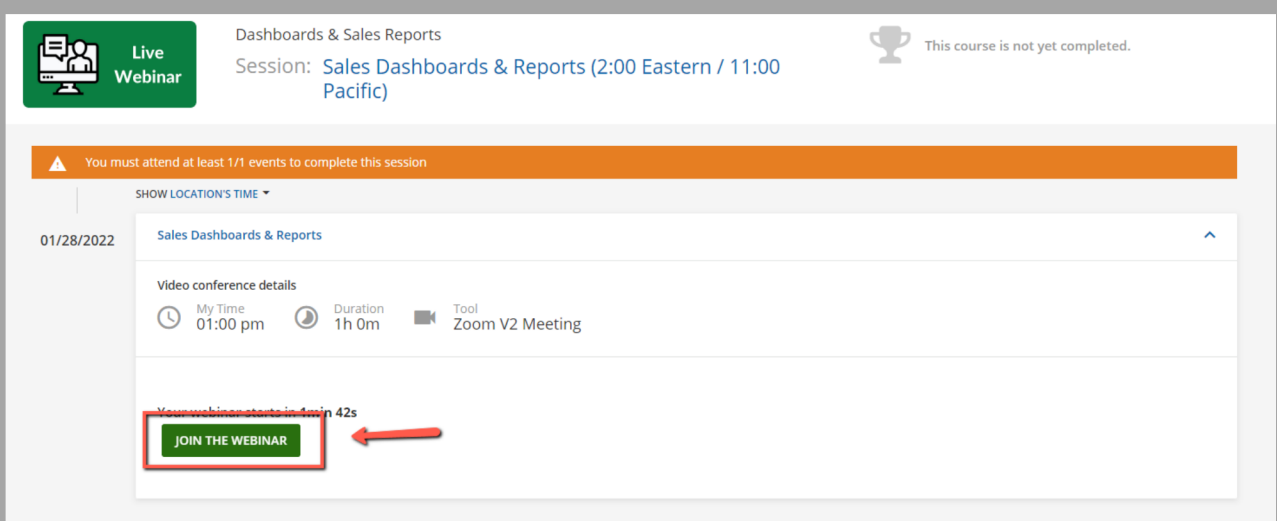 Live
Webinar
Dashboards & Sales Reports
Session: Sales Dashboards & Reports (2:00 Eastern / 11:00
Pacific)
This course is not yet completed.
You must attend at least 1/1 events to complete this session
SHOW LOCATION'S TIME
01/28/2022
Sales Dashboards & Reports
Video conference details
My Time
01:00 pm
Duration
1h 0m
Tool
Zoom V2 Meeting
Your webinar starts in 1min 42s
JOIN THE WEBINAR